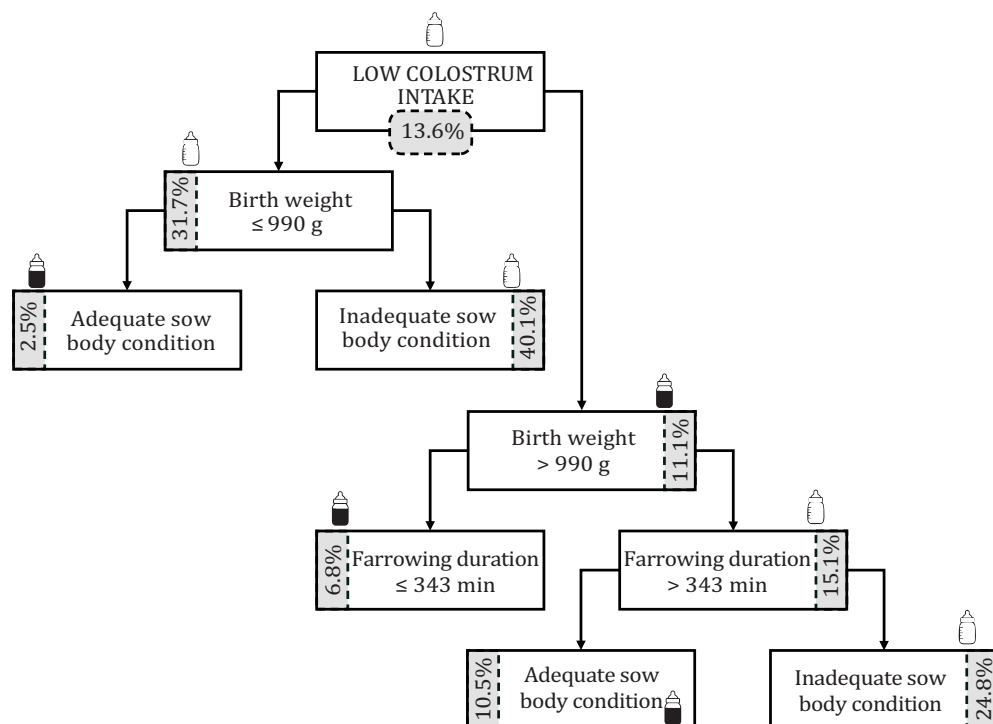 LOW COLOSTRUM
INTAKE
13.6%
31.7%
Birth weight
≤ 990 g
2.5%
Adequate sow
body condition
Inadequate sow
body condition
40.1%
Birth weight
> 990 g
11.1%
6.8%
Farrowing duration
≤ 343 min
Farrowing duration
> 343 min
15.1%
10.5%
Adequate sow
body condition
Inadequate sow
body condition
24.8%